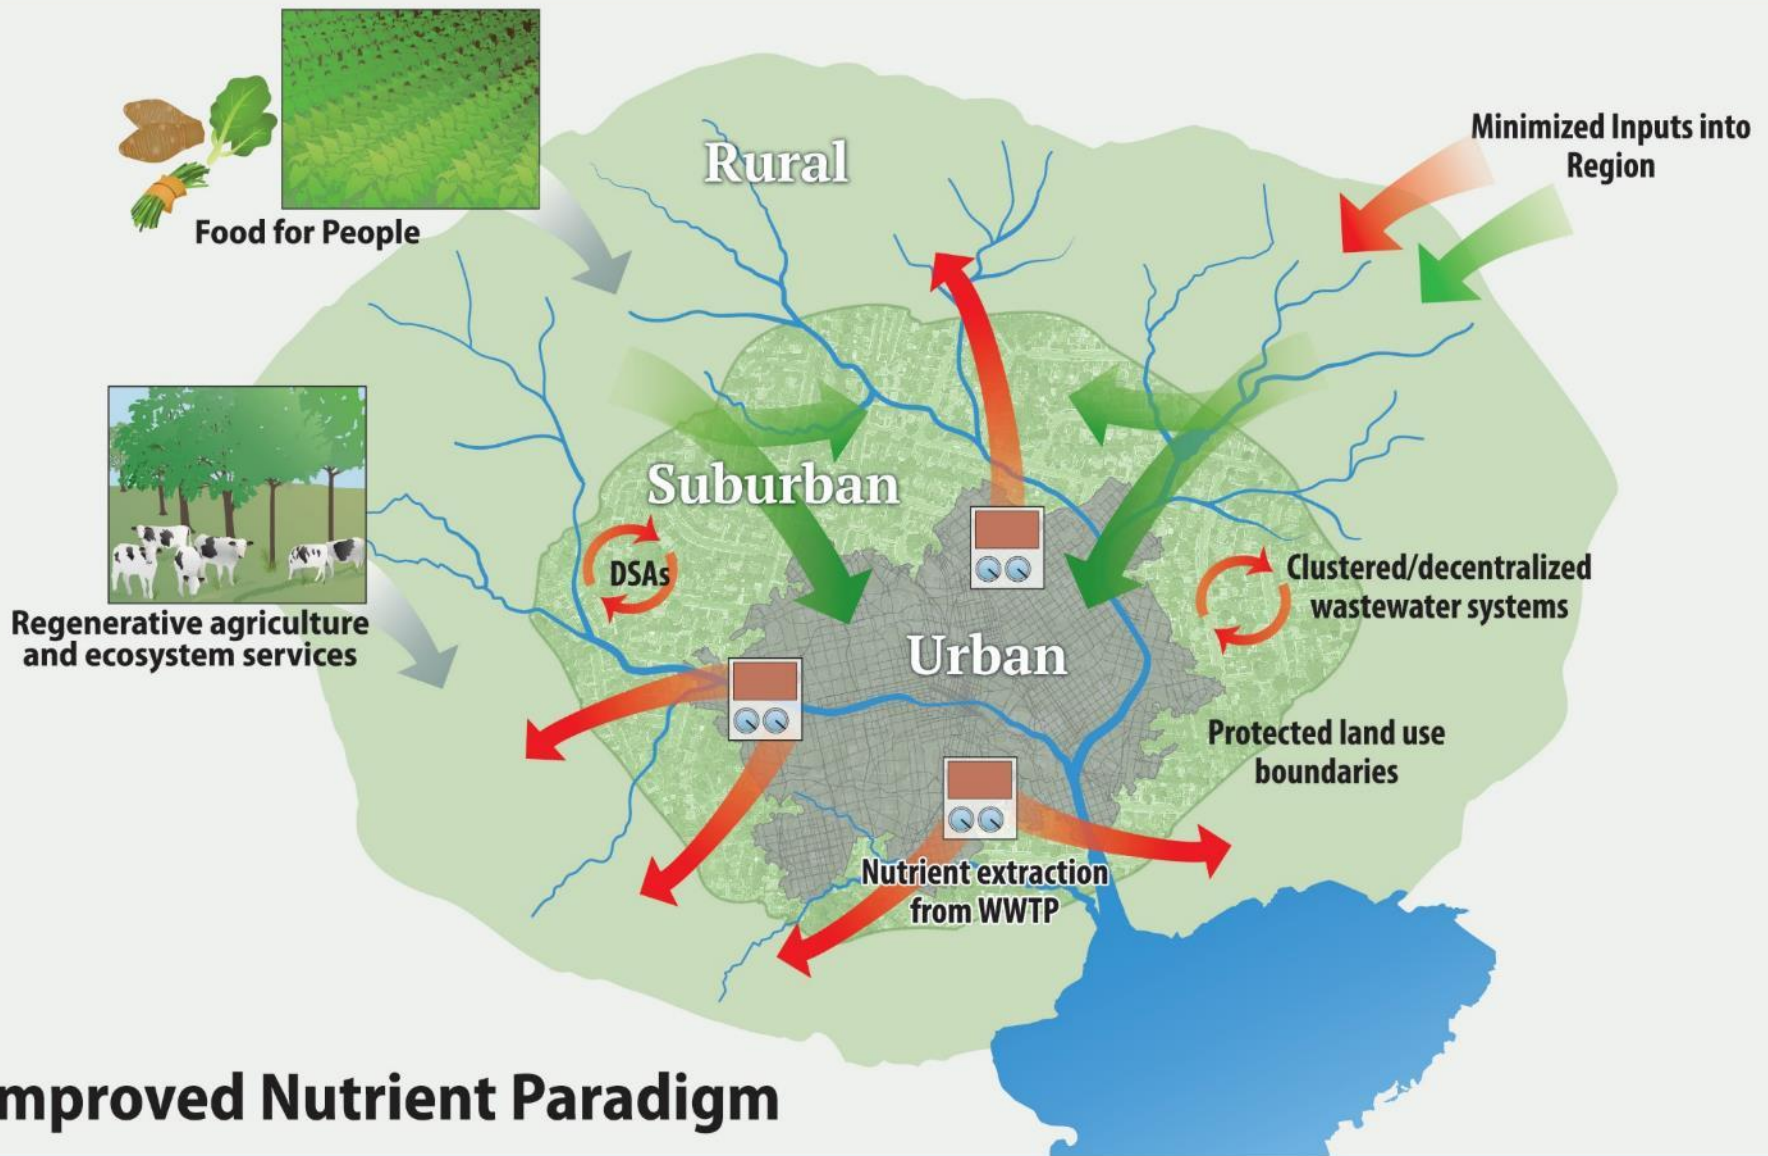 Rural
Minimized Inputs into
Region
Food for People
Suburban
DSAs
Clustered/decentralized
wastewater systems
Regenerative agriculture
and ecosystem services
Urban
Protected land use
boundaries
Nutrient extraction
from WWTP
mproved Nutrient Paradigm